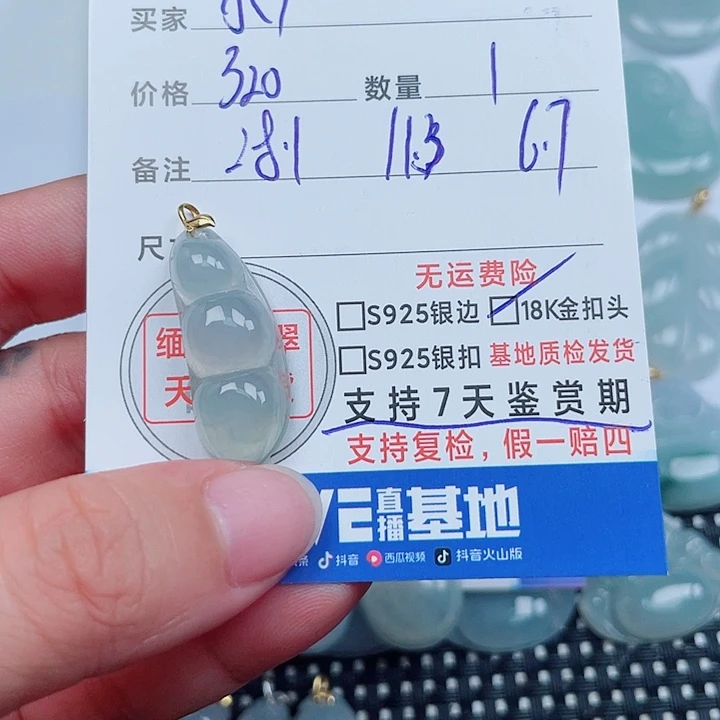 买家
价格 320 数量 1
备注 28.1 11.3 6.7
无运费险
S925银边 18K金扣头
S925银扣 基地质检发货
支持7天鉴赏期
支持复检，假一赔四
缅 翠
天
直播基地
抖音 西瓜视频 抖音火山版